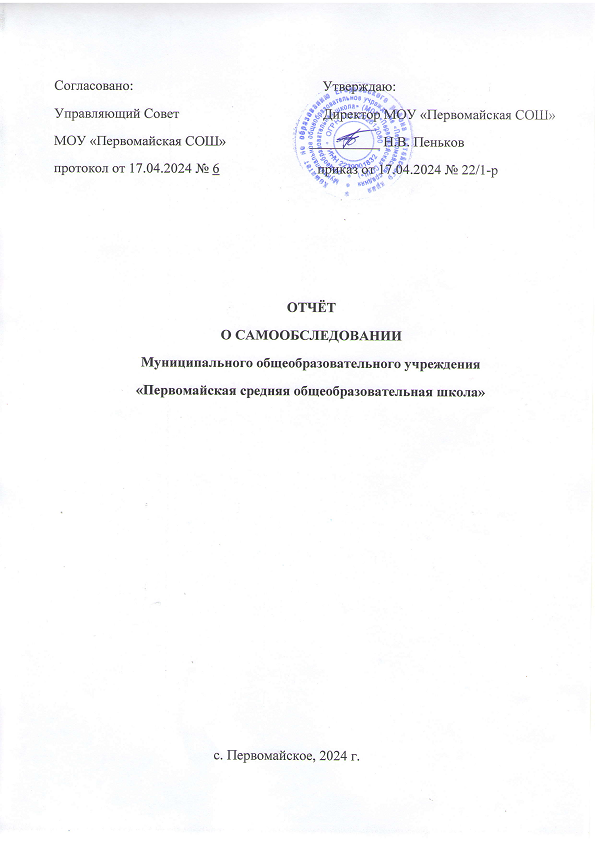 Согласовано:
Управляющий Совет
МОУ «Первомайская СОШ»
протокол от 17.04.2024 № 6
Утверждаю:
Директор МОУ «Первомайская СОШ»
Н.В. Пеньков
приказ от 17.04.2024 № 22/1-р
ОТЧЁТ
О САМООБСЛЕДОВАНИИ
Муниципального общеобразовательного учреждения
«Первомайская средняя общеобразовательная школа»
с. Первомайское, 2024 г.